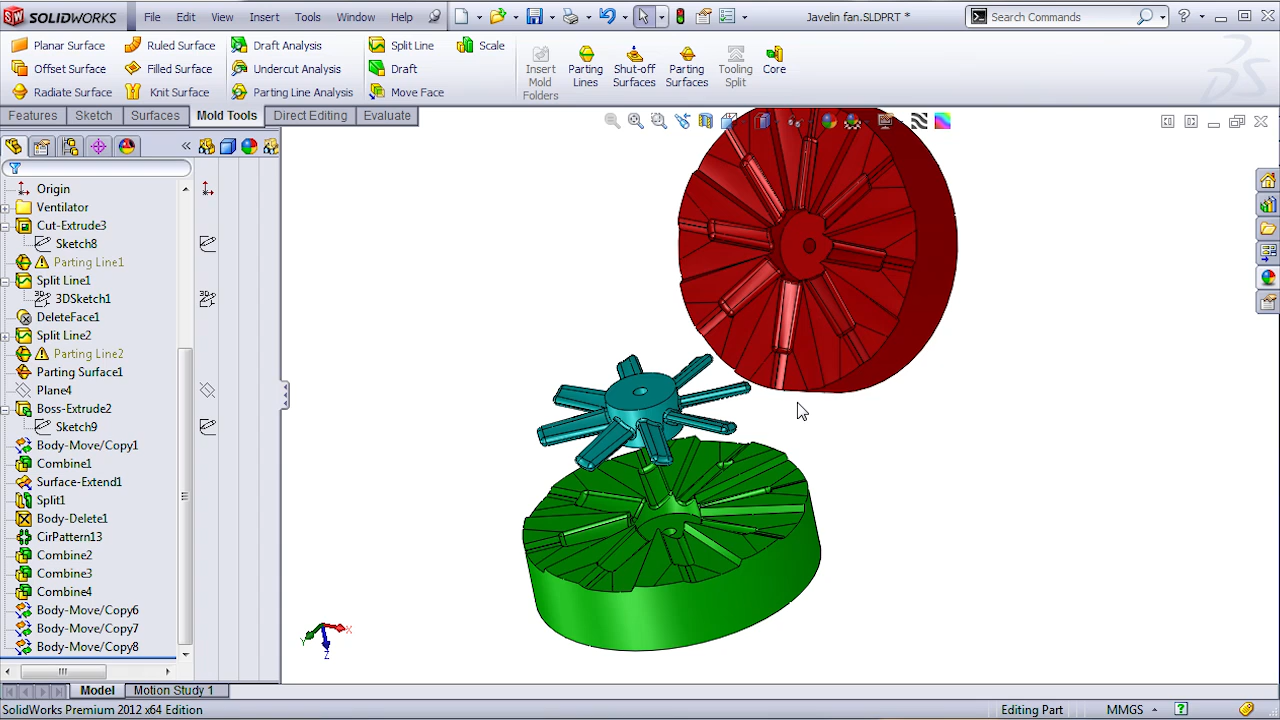 SOLIDWORKS File Edit View Insert Tools Window Help Javelin fan.SLDPRT * Search Commands
Planar Surface Ruled Surface Draft Analysis Split Line Scale
Offset Surface Filled Surface Undercut Analysis Draft
Radiate Surface Knit Surface Parting Line Analysis Move Face
Insert Mold Folders
Parting Lines
Shut-off Surfaces
Parting Surfaces
Tooling Split
Core
Features Sketch Surfaces Mold Tools Direct Editing Evaluate
Origin
Ventilator
Cut-Extrude3
Sketch8
Parting Line1
Split Line1
3DSketch1
DeleteFace1
Split Line2
Parting Line2
Parting Surface1
Plane4
Boss-Extrude2
Sketch9
Body-Move/Copy1
Combine1
Surface-Extend1
Split1
Body-Delete1
CirPattern13
Combine2
Combine3
Combine4
Body-Move/Copy6
Body-Move/Copy7
Body-Move/Copy8
X
Y
Z
Model Motion Study 1
SolidWorks Premium 2012 x64 Edition Editing Part MMGS